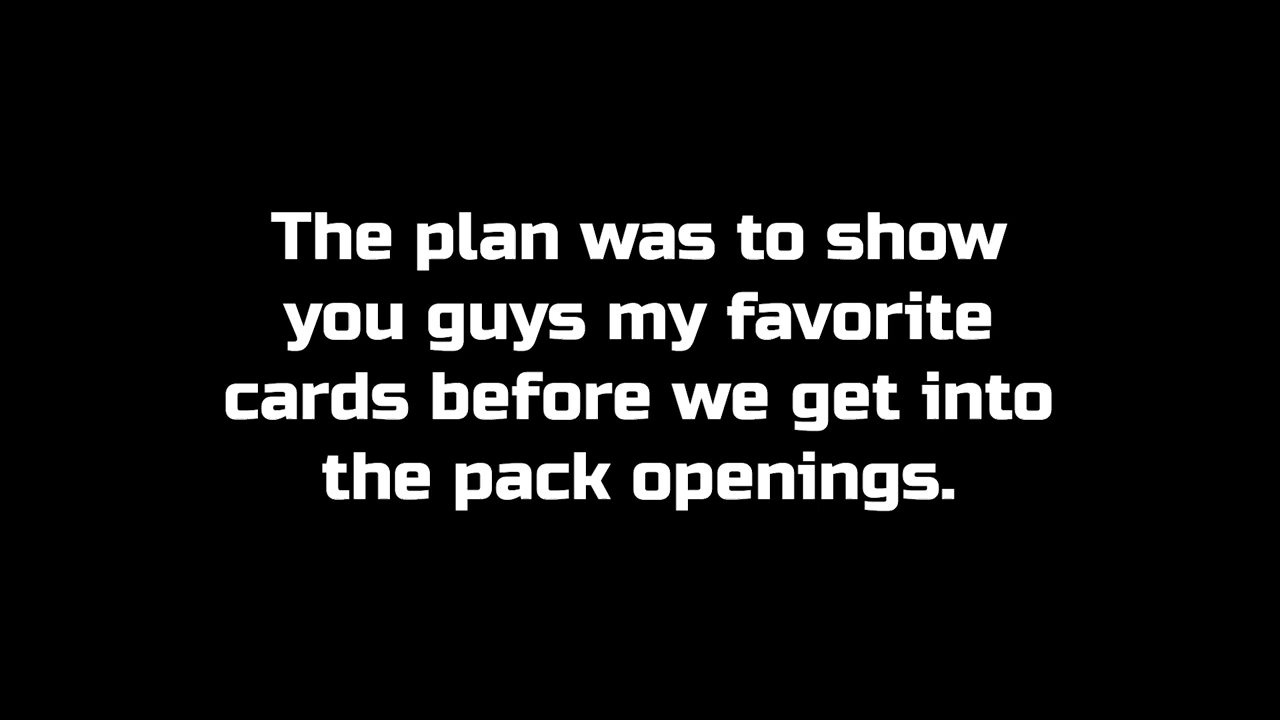 The plan was to show
you guys my favorite
cards before we get into
the pack openings.